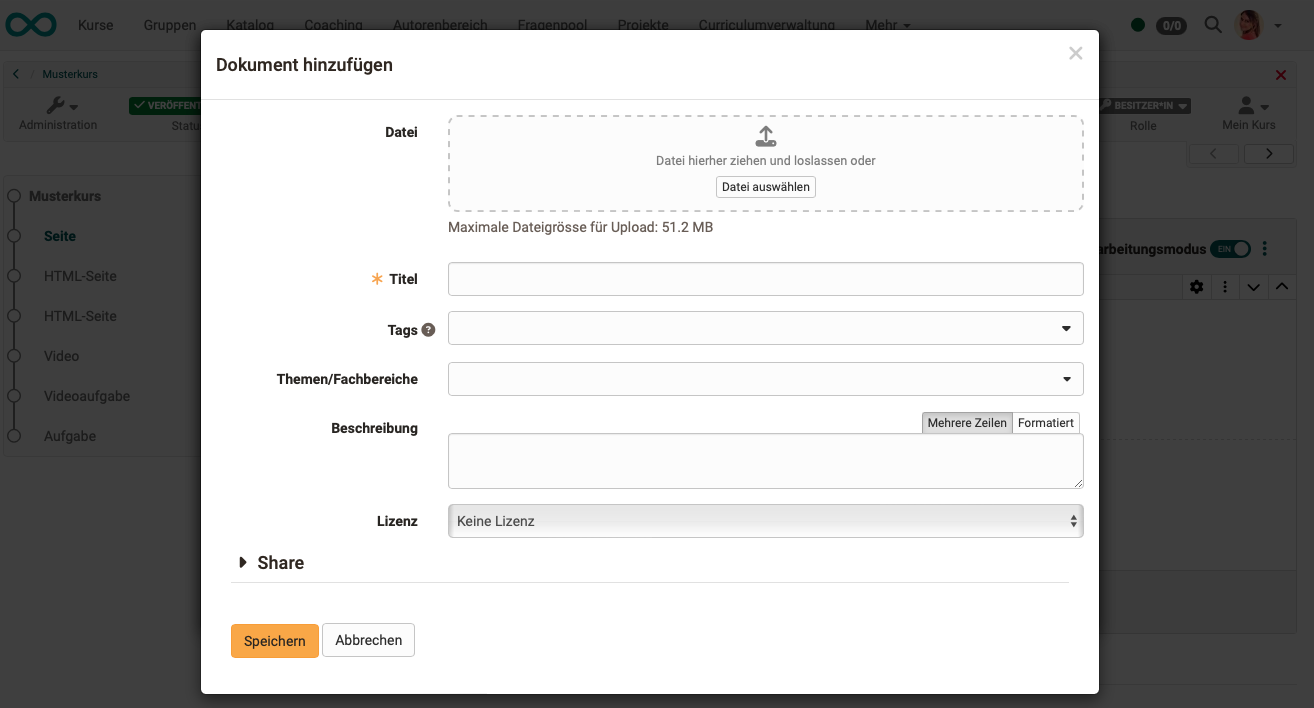 Kurse Gruppen Katalog Coaching Autorenbereich Fragenpool Projekte Curriculumverwaltung Mehr 0/0
Dokument hinzufügen ×
Musterkurs
Administration
Status
BESITZER*IN
Rolle
Mein Kurs
Datei
Datei hierher ziehen und loslassen oder
Datei auswählen
Maximale Dateigrösse für Upload: 51.2 MB
Musterkurs
Seite
HTML-Seite
HTML-Seite
Video
Videoaufgabe
Aufgabe
EIN
Titel
Tags ?
Themen/Fachbereiche
Beschreibung
Mehrere Zeilen Formatiert
Lizenz
Keine Lizenz
Share
Speichern Abbrechen